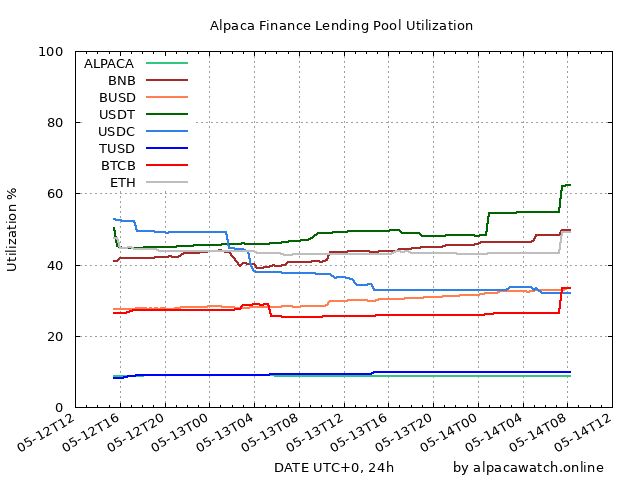 Alpaca Finance Lending Pool Utilization
100
80
60
40
20
0
Utilization %
ALPACA
BNB
BUSD
USDT
USDC
TUSD
BTCB
ETH
05-12T12
05-12T16
05-12T20
05-13T00
05-13T04
05-13T08
05-13T12
05-13T16
05-13T20
05-14T00
05-14T04
05-14T08
05-14T12
DATE UTC+0, 24h
by alpacawatch.online